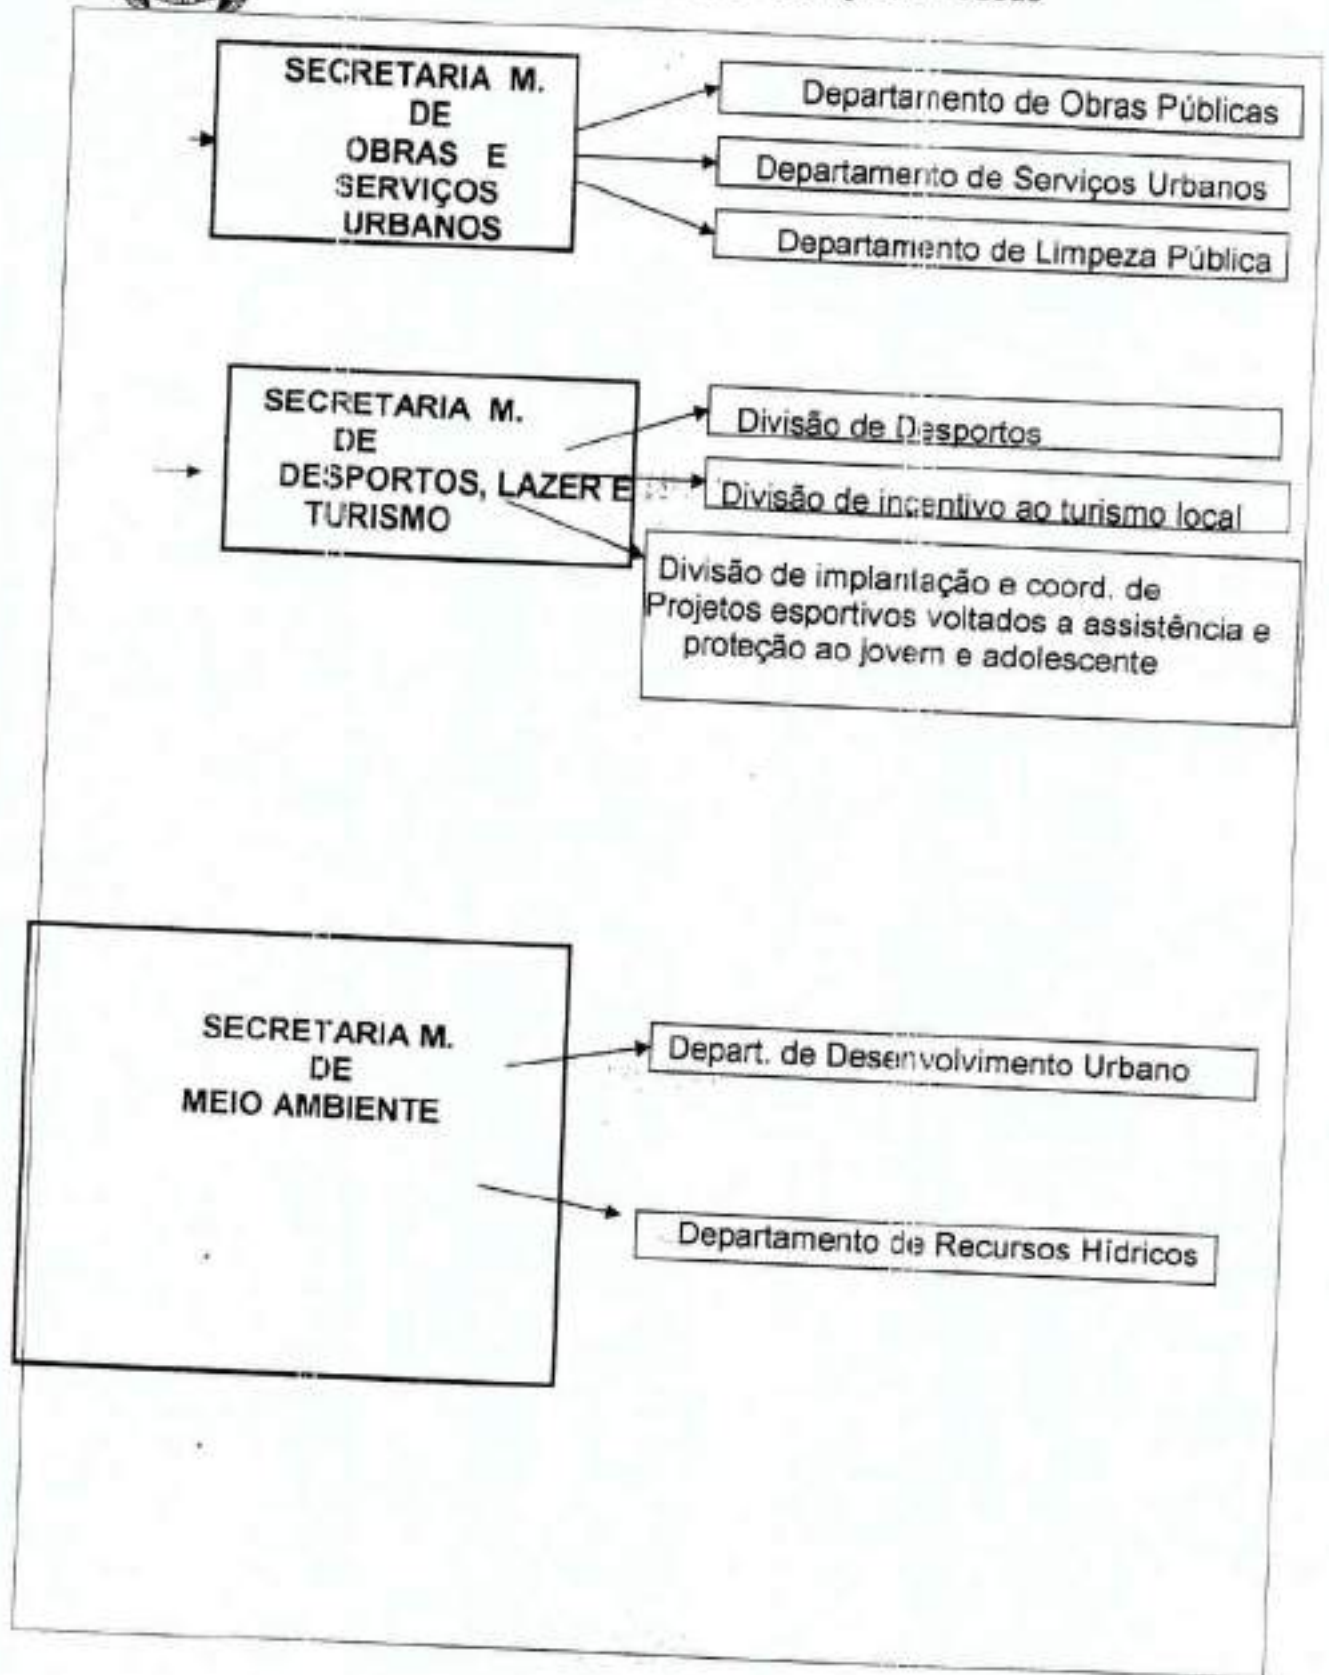 SECRETARIA M.
DE
OBRAS E
SERVIÇOS
URBANOS
Departamento de Obras Públicas
Departamento de Serviços Urbanos
Departamento de Limpeza Pública
SECRETARIA M.
DE
DESPORTOS, LAZER E
TURISMO
Divisão de Desportos
Divisão de incentivo ao turismo local
Divisão de implantação e coord. de
Projetos esportivos voltados a assistência e
proteção ao jovem e adolescente
SECRETARIA M.
DE
MEIO AMBIENTE
Depart. de Desenvolvimento Urbano
Departamento de Recursos Hídricos